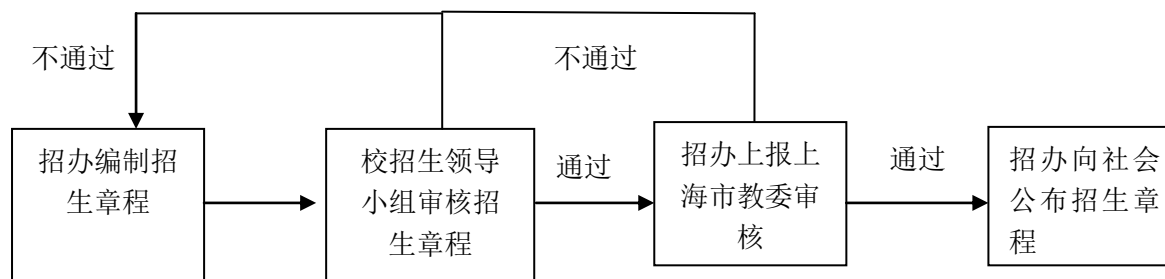 不通过
不通过
招办编制招
生章程
校招生领导
小组审核招
生章程
通过
招办上报上
海市教委审
核
通过
招办向社会
公布招生章
程